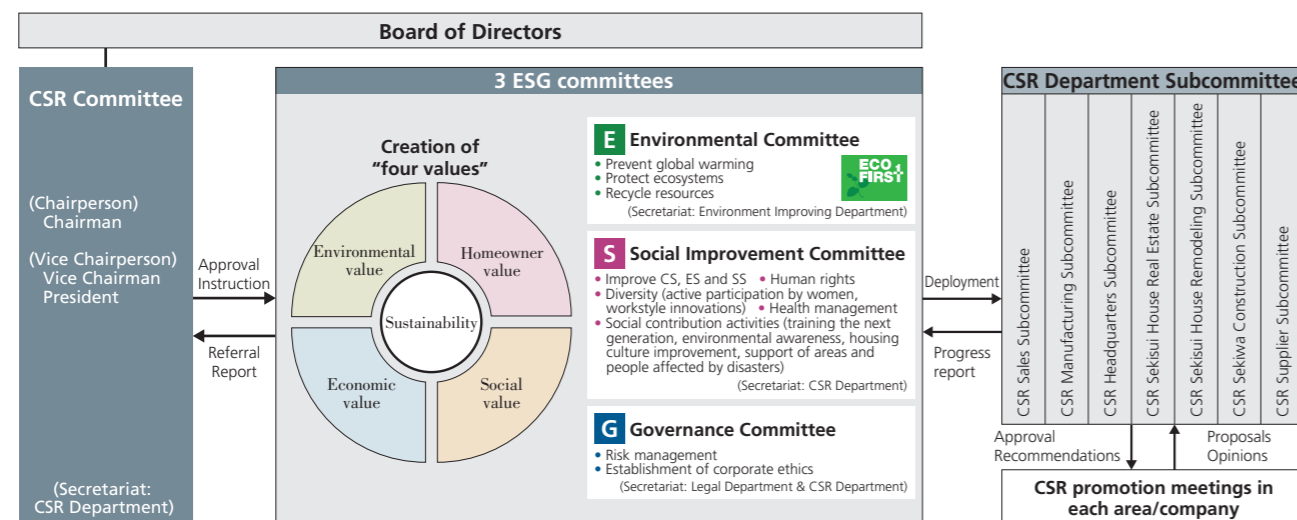 Board of Directors
CSR Committee
(Chairperson)
Chairman
(Vice Chairperson)
Vice Chairman
President
(Secretariat:
CSR Department)
Approval
Instruction
Referral
Report
3 ESG committees
Creation of
“four values”
Environmental
value
Homeowner
value
Sustainability
Economic
value
Social
value
E Environmental Committee
• Prevent global warming
• Protect ecosystems
• Recycle resources
ECO
FIRST
(Secretariat: Environment Improving Department)
S Social Improvement Committee
• Improve CS, ES and SS • Human rights
• Diversity (active participation by women,
workstyle innovations) • Health management
• Social contribution activities (training the next
generation, environmental awareness, housing
culture improvement, support of areas and
people affected by disasters)
(Secretariat: CSR Department)
G Governance Committee
• Risk management
• Establishment of corporate ethics
(Secretariat: Legal Department & CSR Department)
Deployment
Progress
report
CSR Department Subcommittee
CSR Sales Subcommittee
CSR Manufacturing Subcommittee
CSR Headquarters Subcommittee
CSR Sekisui House Real Estate Subcommittee
CSR Sekisui House Remodeling Subcommittee
CSR Sekiwa Construction Subcommittee
CSR Supplier Subcommittee
Approval
Recommendations
Proposals
Opinions
CSR promotion meetings in
each area/company